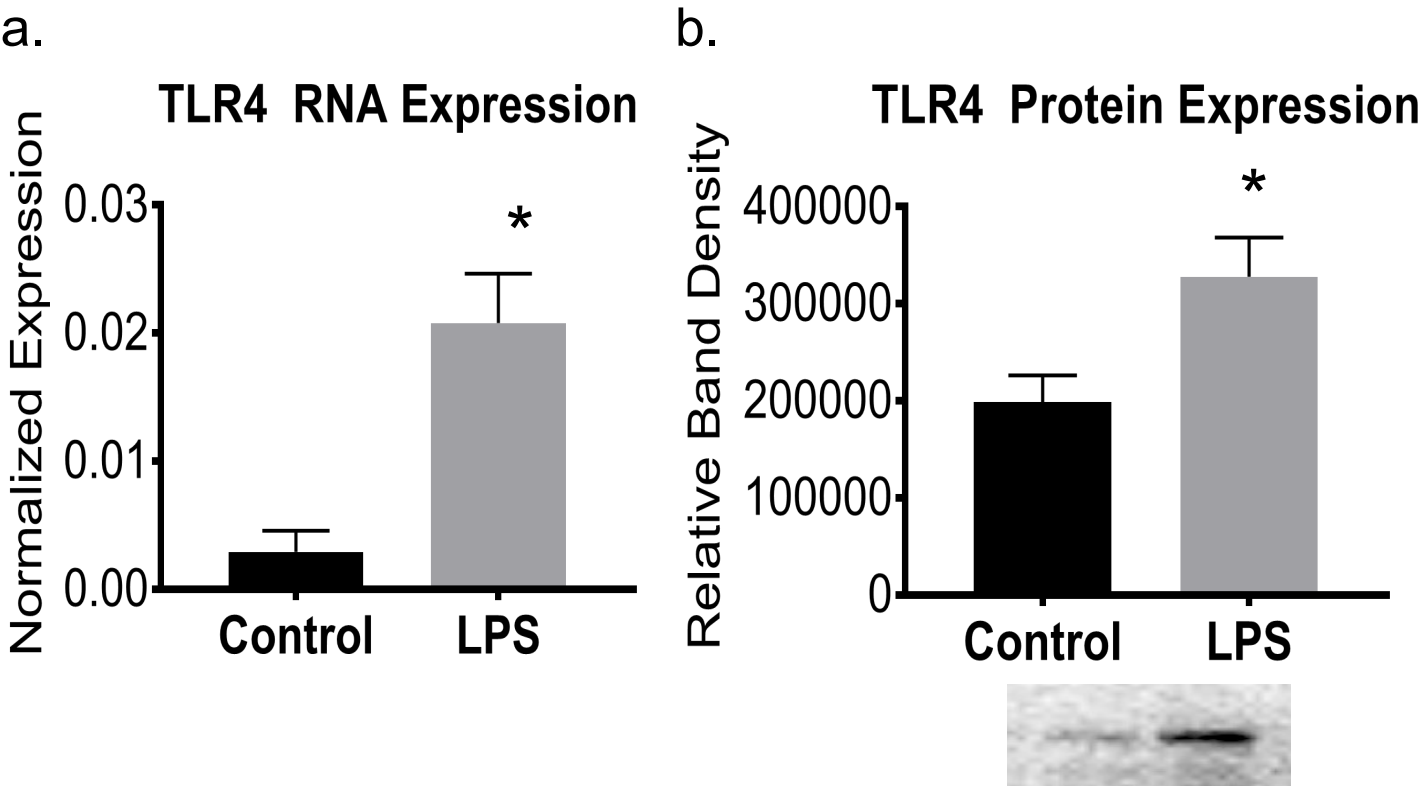 a.
TLR4 RNA Expression
Normalized Expression
0.03
0.02
0.01
0.00
Control LPS
*
b.
TLR4 Protein Expression
Relative Band Density
400000
300000
200000
100000
0
Control LPS
*